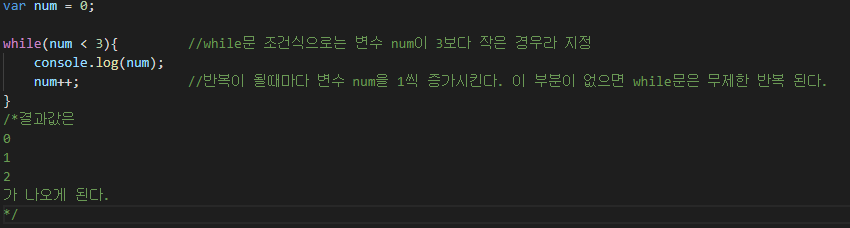 var num = 0;
while(num < 3){ //while문 조건식으로는 변수 num이 3보다 작은 경우라 지정
console.log(num);
num++; //반복이 될때마다 변수 num을 1씩 증가시킨다. 이 부분이 없으면 while문은 무제한 반복 된다.
}
/*결과값은
0
1
2
가 나오게 된다.
*/